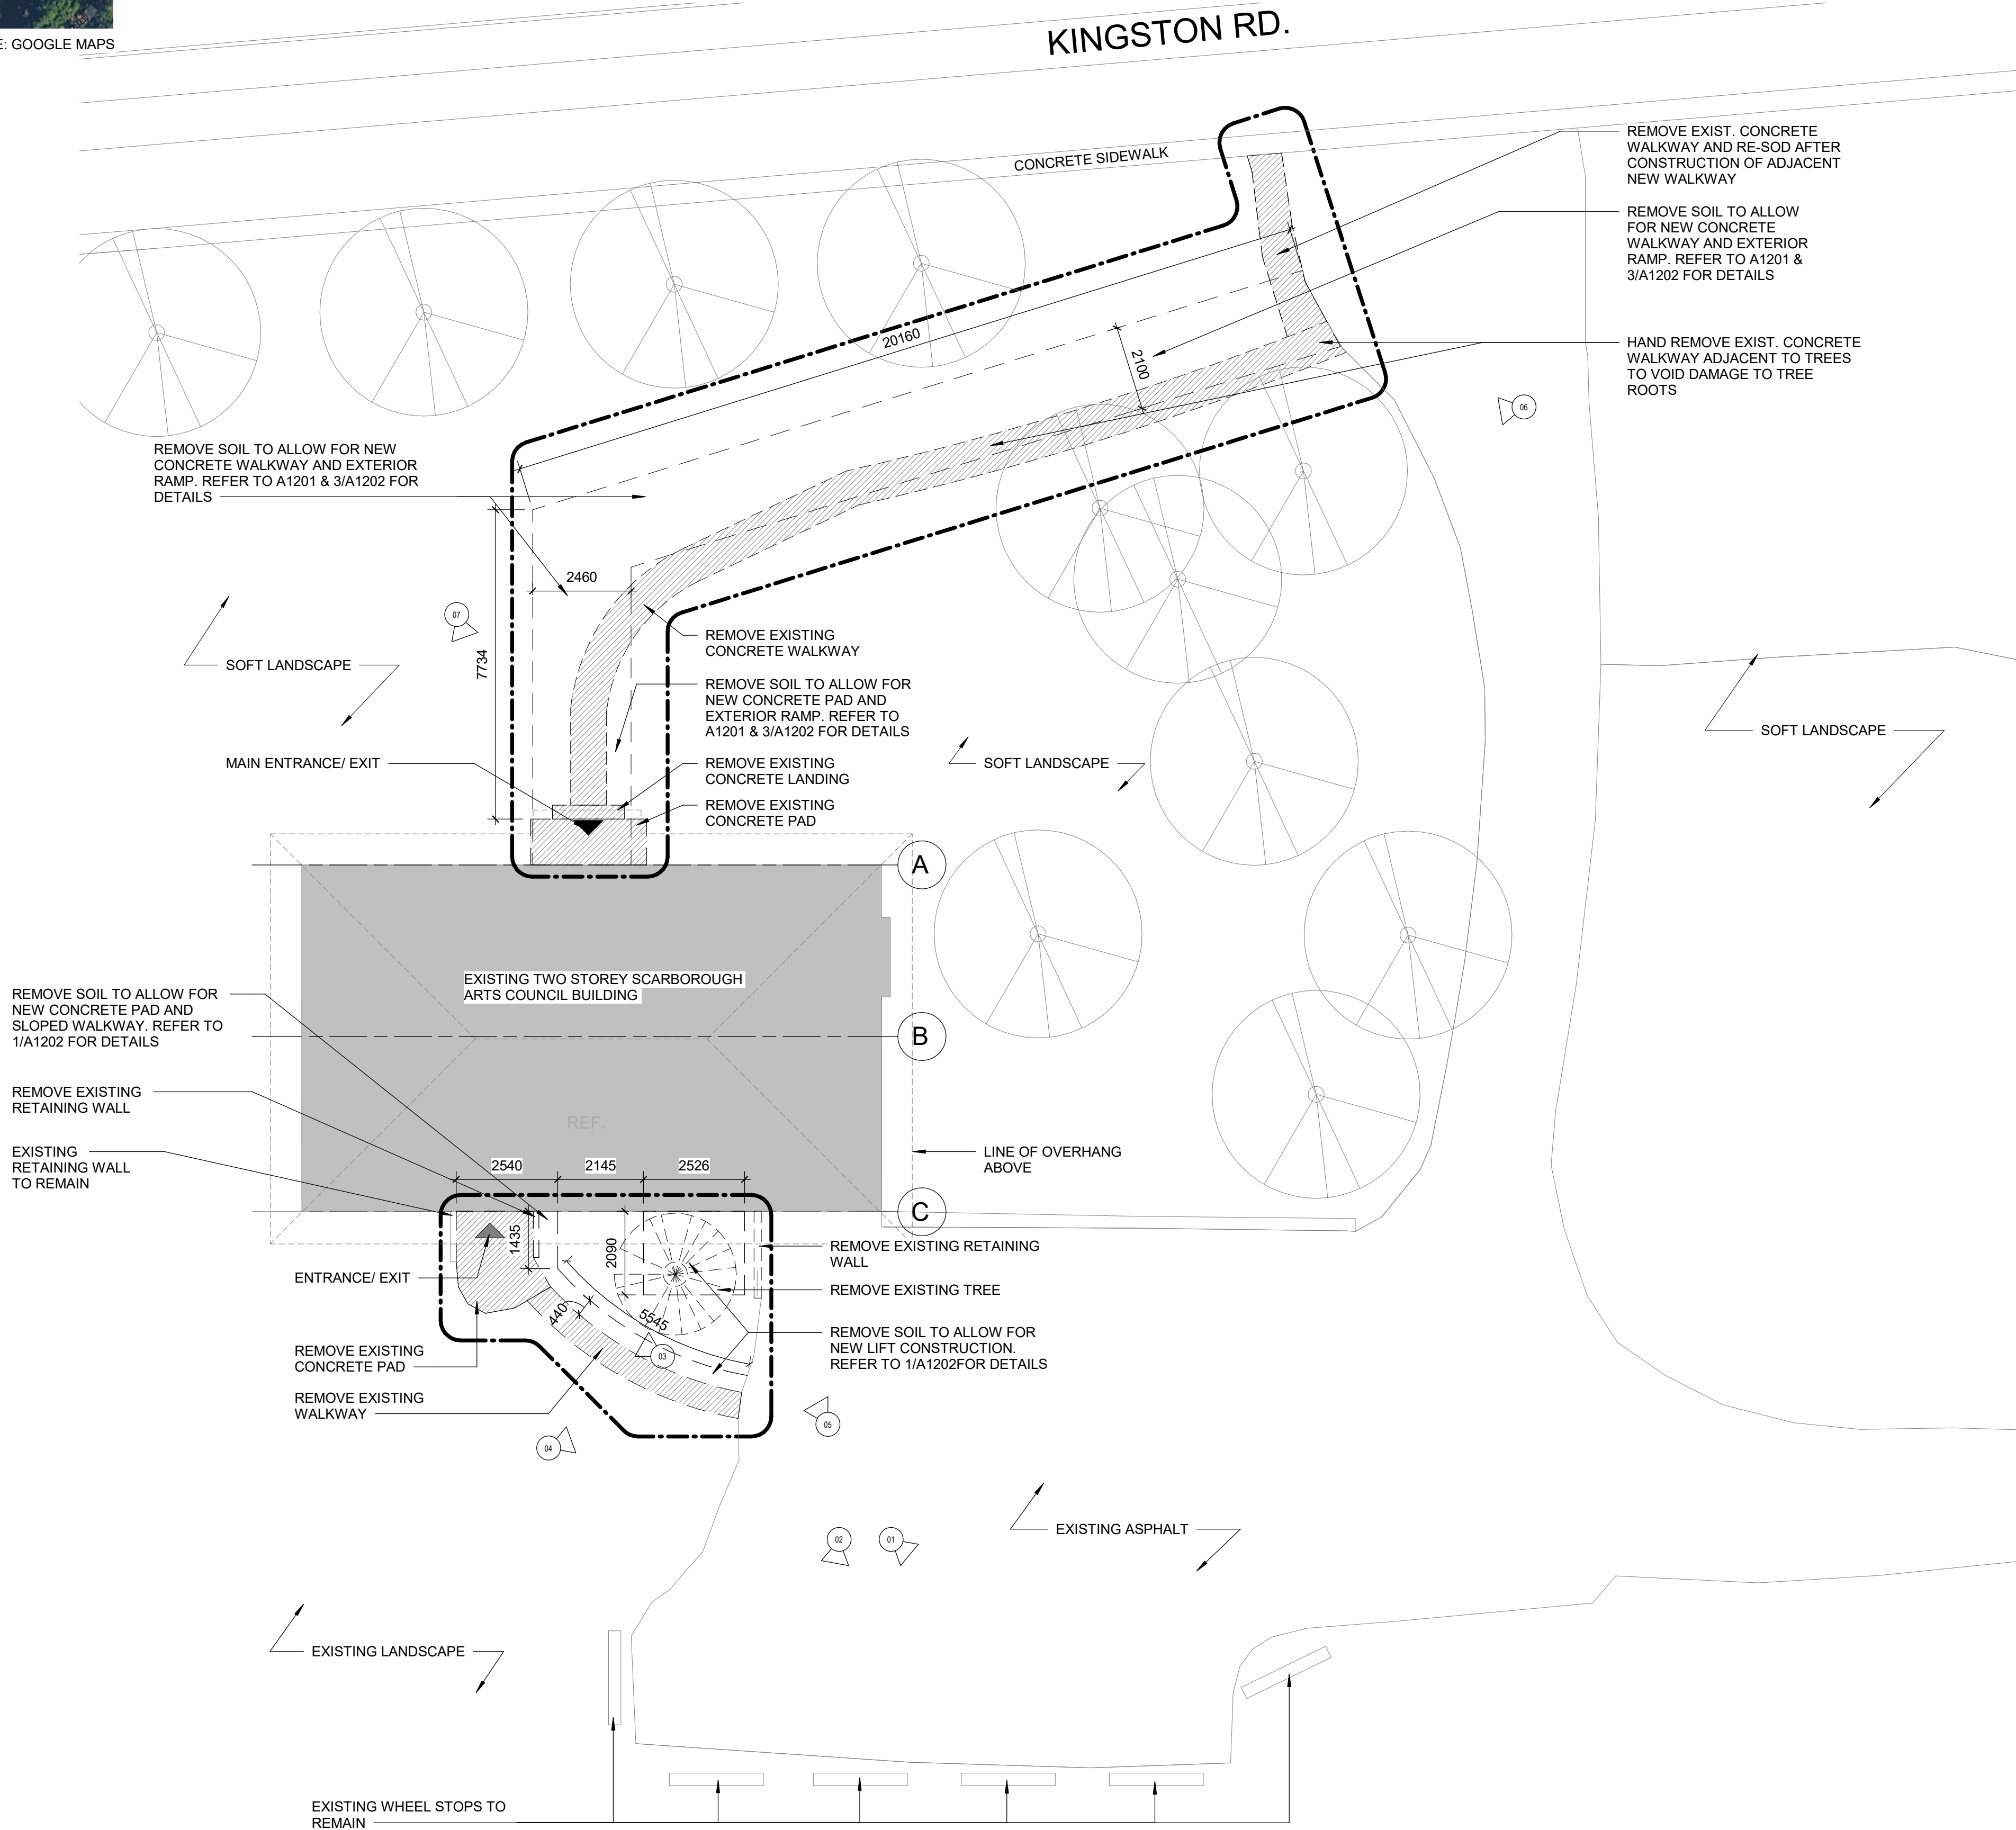 E: GOOGLE MAPS
KINGSTON RD.
CONCRETE SIDEWALK
REMOVE EXIST. CONCRETE
WALKWAY AND RE-SOD AFTER
CONSTRUCTION OF ADJACENT
NEW WALKWAY
REMOVE SOIL TO ALLOW
FOR NEW CONCRETE
WALKWAY AND EXTERIOR
RAMP. REFER TO A1201 &
3/A1202 FOR DETAILS
HAND REMOVE EXIST. CONCRETE
WALKWAY ADJACENT TO TREES
TO VOID DAMAGE TO TREE
ROOTS
20160
2100
06
REMOVE SOIL TO ALLOW FOR NEW
CONCRETE WALKWAY AND EXTERIOR
RAMP. REFER TO A1201 & 3/A1202 FOR
DETAILS
2460
07
7734
SOFT LANDSCAPE
REMOVE EXISTING
CONCRETE WALKWAY
REMOVE SOIL TO ALLOW FOR
NEW CONCRETE PAD AND
EXTERIOR RAMP. REFER TO
A1201 & 3/A1202 FOR DETAILS
MAIN ENTRANCE/ EXIT
REMOVE EXISTING
CONCRETE LANDING
REMOVE EXISTING
CONCRETE PAD
SOFT LANDSCAPE
SOFT LANDSCAPE
A
EXISTING TWO STOREY SCARBOROUGH
ARTS COUNCIL BUILDING
REMOVE SOIL TO ALLOW FOR
NEW CONCRETE PAD AND
SLOPED WALKWAY. REFER TO
1/A1202 FOR DETAILS
B
REMOVE EXISTING
RETAINING WALL
REF.
EXISTING
RETAINING WALL
TO REMAIN
LINE OF OVERHANG
ABOVE
2540
2145
2526
C
1435
2090
REMOVE EXISTING RETAINING
WALL
ENTRANCE/ EXIT
REMOVE EXISTING TREE
440
5545
REMOVE SOIL TO ALLOW FOR
NEW LIFT CONSTRUCTION.
REFER TO 1/A1202FOR DETAILS
03
REMOVE EXISTING
CONCRETE PAD
REMOVE EXISTING
WALKWAY
05
04
02
01
EXISTING ASPHALT
EXISTING LANDSCAPE
EXISTING WHEEL STOPS TO
REMAIN